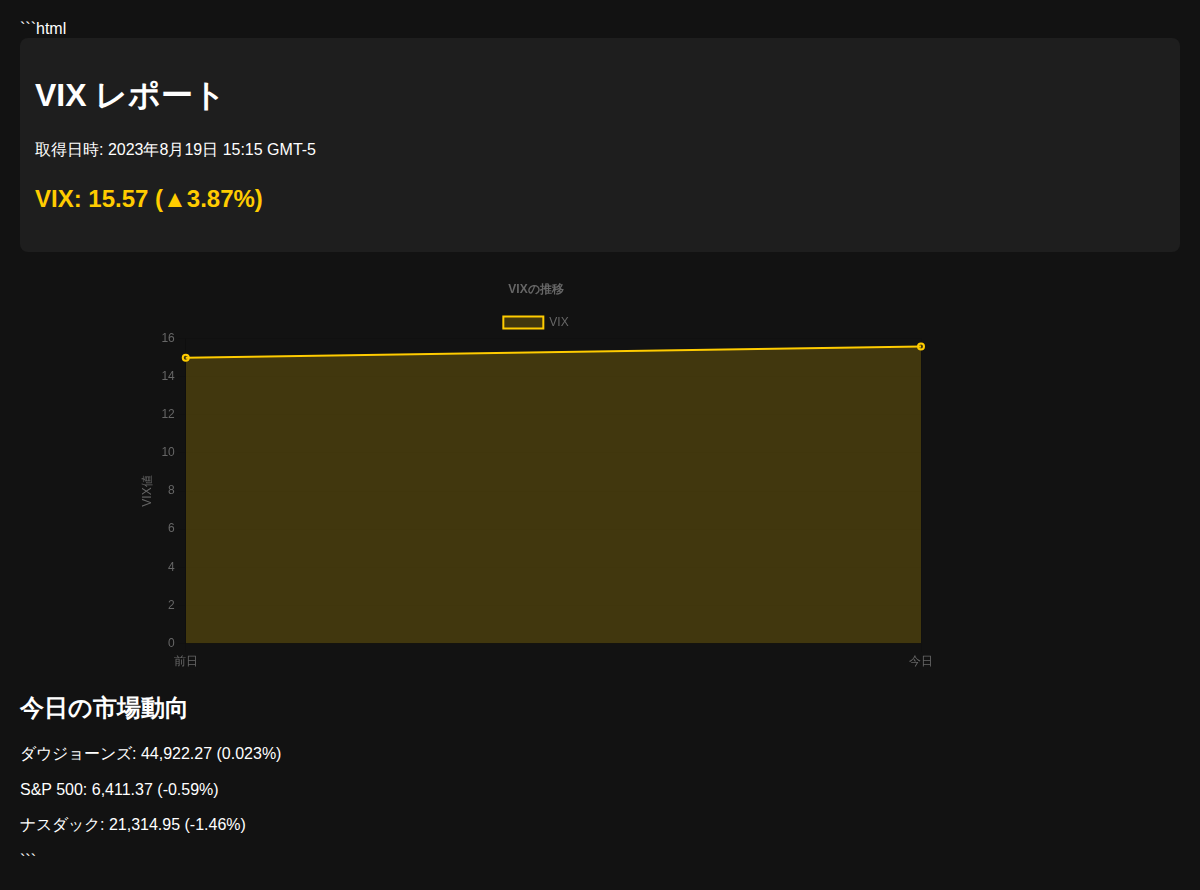 ```html
VIX レポート
取得日時: 2023年8月19日 15:15 GMT-5
VIX: 15.57 (▲3.87%)
VIXの推移
VIX
16
14
12
10
8
6
4
2
0
VIX値
前日
今日
今日の市場動向
ダウジョーンズ: 44,922.27 (0.023%)
S&P 500: 6,411.37 (-0.59%)
ナスダック: 21,314.95 (-1.46%)
```